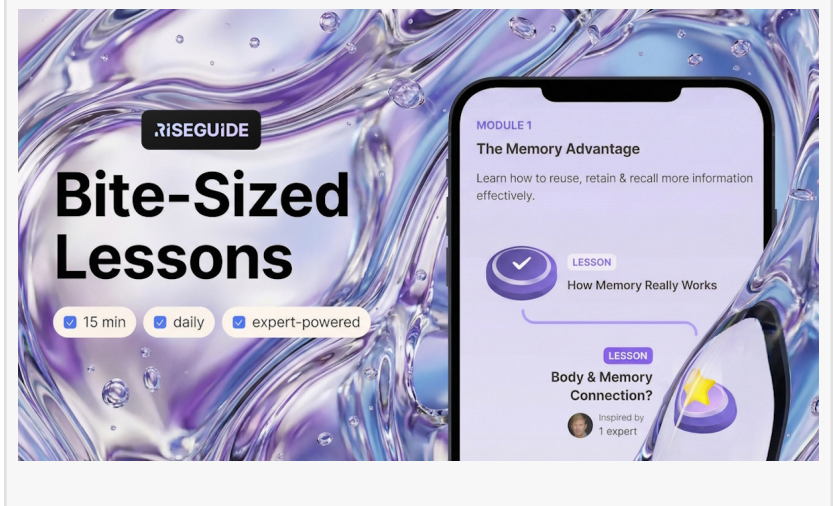 RISEGUIDE
Bite-Sized
Lessons
15 min
daily
expert-powered
MODULE 1
The Memory Advantage
Learn how to reuse, retain & recall more information
effectively.
LESSON
How Memory Really Works
LESSON
Body & Memory
Connection?
Inspired by
1 expert